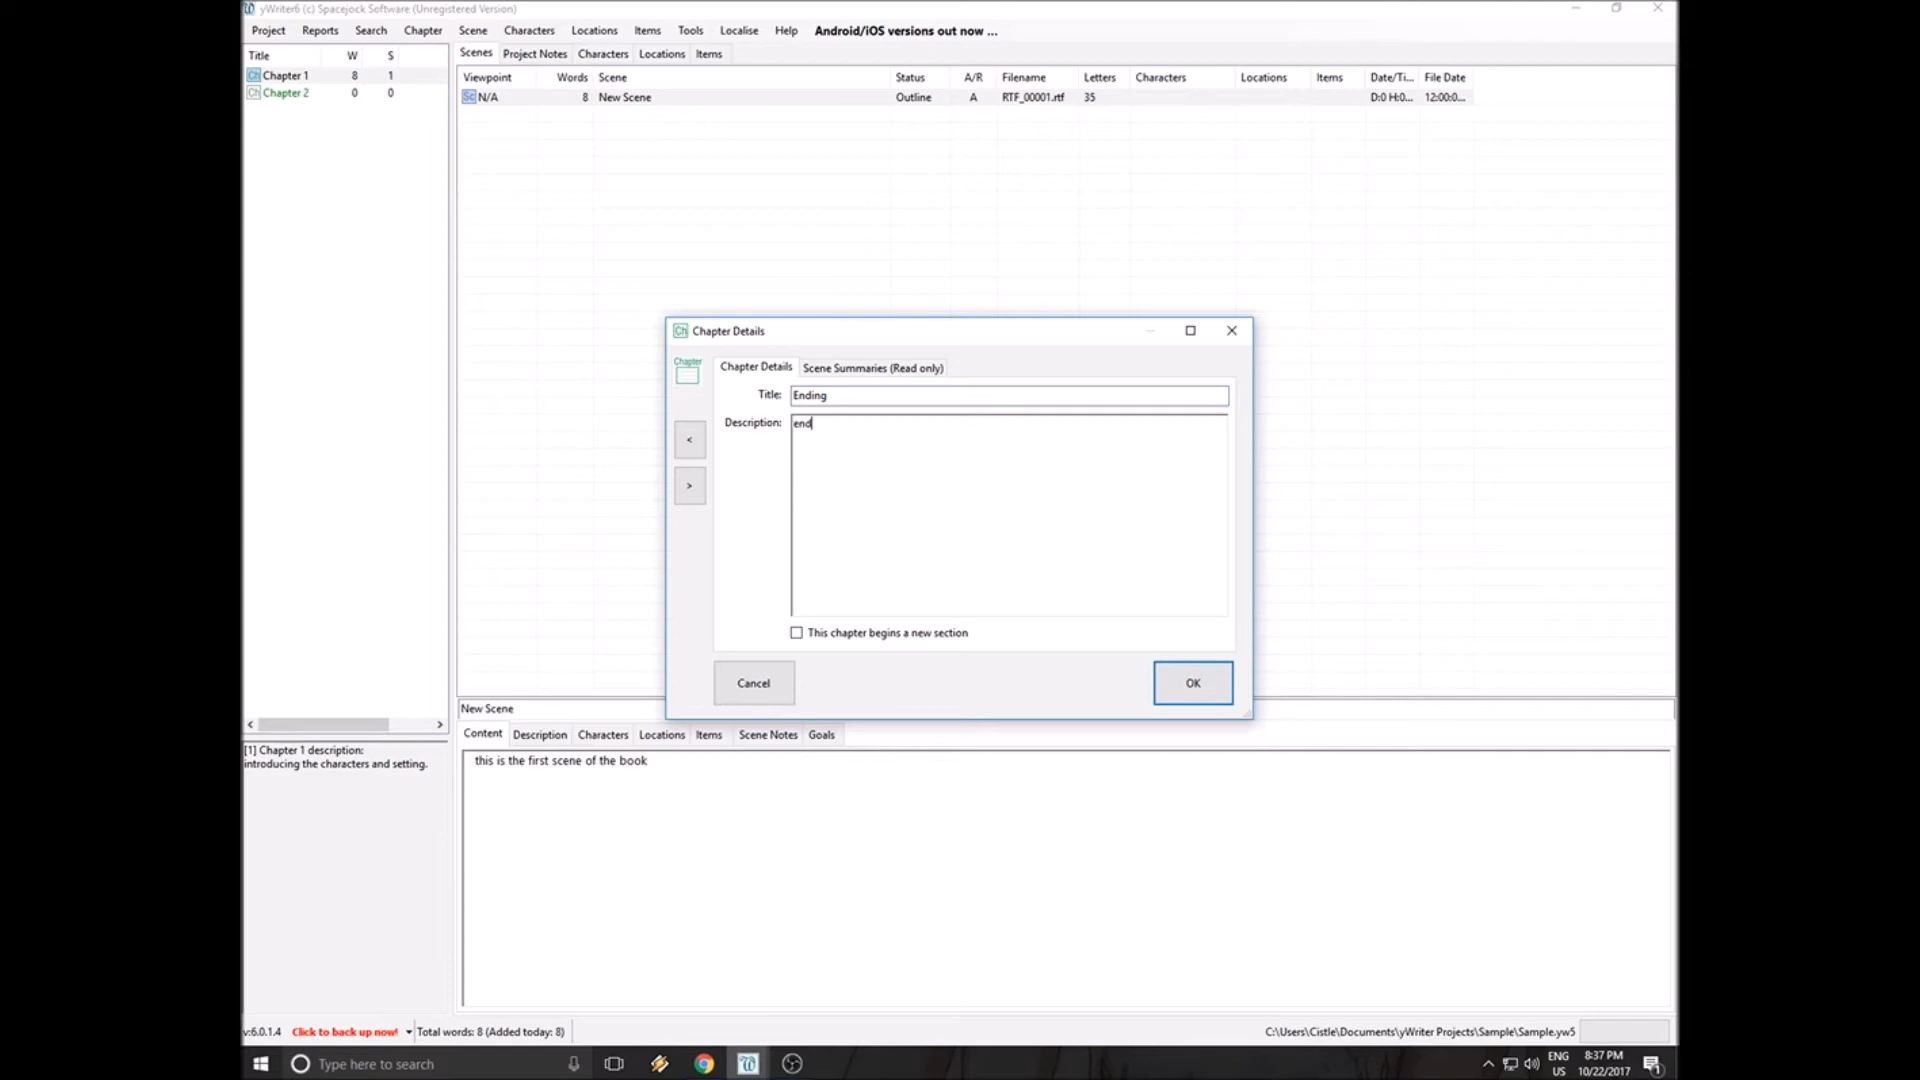 yWriter6 (c) Spacejock Software (Unregistered Version)
Project Reports Search Chapter Scene Characters Locations Items Tools Localise Help Android/iOS versions out now ...
Title W S
Ch Chapter 1 8 1
Ch Chapter 2 0 0
Scenes Project Notes Characters Locations Items
Viewpoint Words Scene Status A/R Filename Letters Characters Locations Items Date/Ti... File Date
Sc N/A 8 New Scene Outline A RTF_00001.rtf 35 D:0 H:0... 12:00:0...
Ch Chapter Details
Chapter
Chapter Details Scene Summaries (Read only)
Title: Ending
Description: end
<
>
This chapter begins a new section
Cancel OK
New Scene
Content Description Characters Locations Items Scene Notes Goals
this is the first scene of the book
[1] Chapter 1 description:
introducing the characters and setting.
v:6.0.1.4 Click to back up now! Total words: 8 (Added today: 8) C:\Users\Cistle\Documents\yWriter Projects\Sample\Sample.yw5
Type here to search
ENG
US
8:37 PM
10/22/2017
1